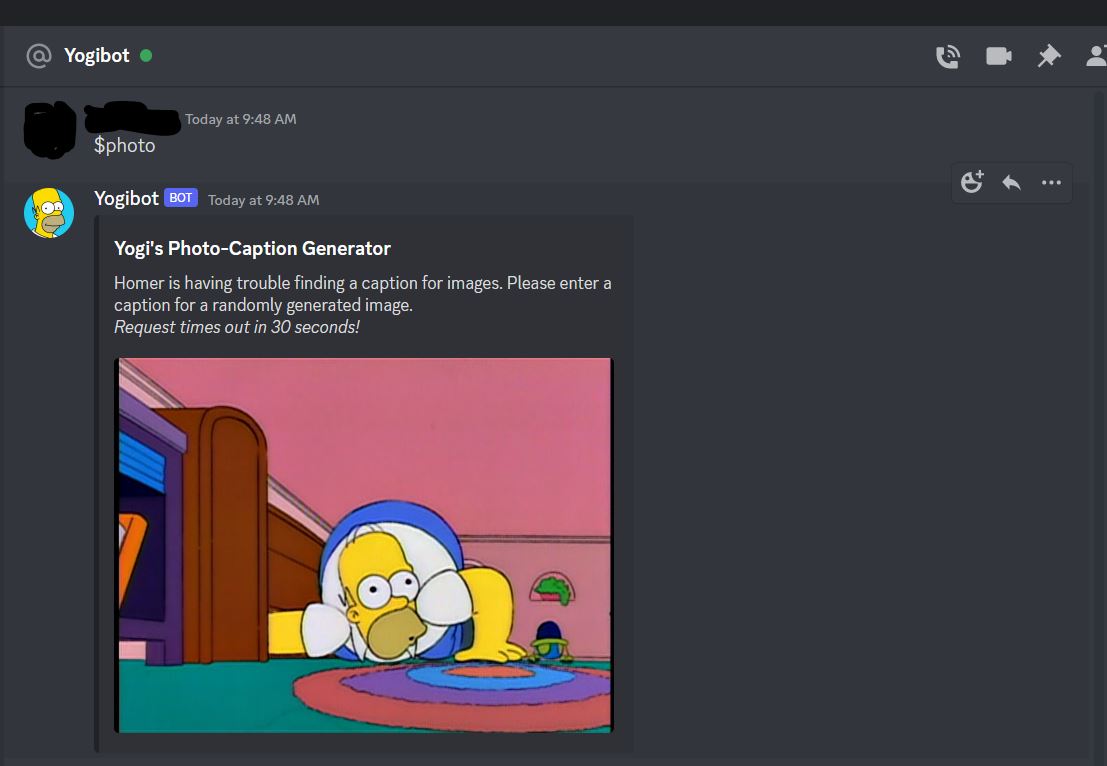 Yogibot
Today at 9:48 AM
$photo
Yogibot BOT Today at 9:48 AM
Yogi's Photo-Caption Generator
Homer is having trouble finding a caption for images. Please enter a
caption for a randomly generated image.
Request times out in 30 seconds!